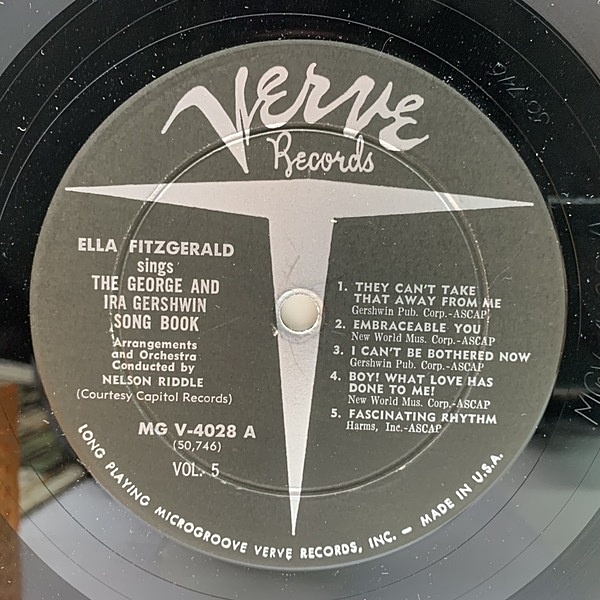 Verve
Records
ELLA FITZGERALD
sings
THE GEORGE AND
IRA GERSHWIN
SONG BOOK
Arrangements
and Orchestra
Conducted by
NELSON RIDDLE
(Courtesy Capitol Records)
MG V-4028 A
(50,746)
VOL. 5
1. THEY CAN'T TAKE
THAT AWAY FROM ME
Gershwin Pub. Corp.-ASCAP
2. EMBRACEABLE YOU
New World Mus. Corp.-ASCAP
3. I CAN'T BE BOTHERED NOW
Gershwin Pub. Corp.-ASCAP
4. BOY! WHAT LOVE HAS
DONE TO ME!
New World Mus. Corp.-ASCAP
5. FASCINATING RHYTHM
Harms, Inc.-ASCAP
LONG PLAYING MICROGROOVE VERVE RECORDS, INC. — MADE IN U.S.A.
50 746